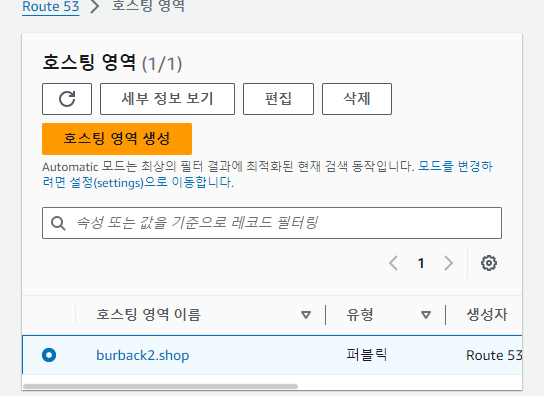 Route 53 > 호스팅 영역
호스팅 영역 (1/1)
세부 정보 보기 편집 삭제
호스팅 영역 생성
Automatic 모드는 최상의 필터 결과에 최적화된 현재 검색 동작입니다. 모드를 변경하
려면 설정(settings)으로 이동합니다.
속성 또는 값을 기준으로 레코드 필터링
1
호스팅 영역 이름 유형 생성자
burback2.shop 퍼블릭 Route 53